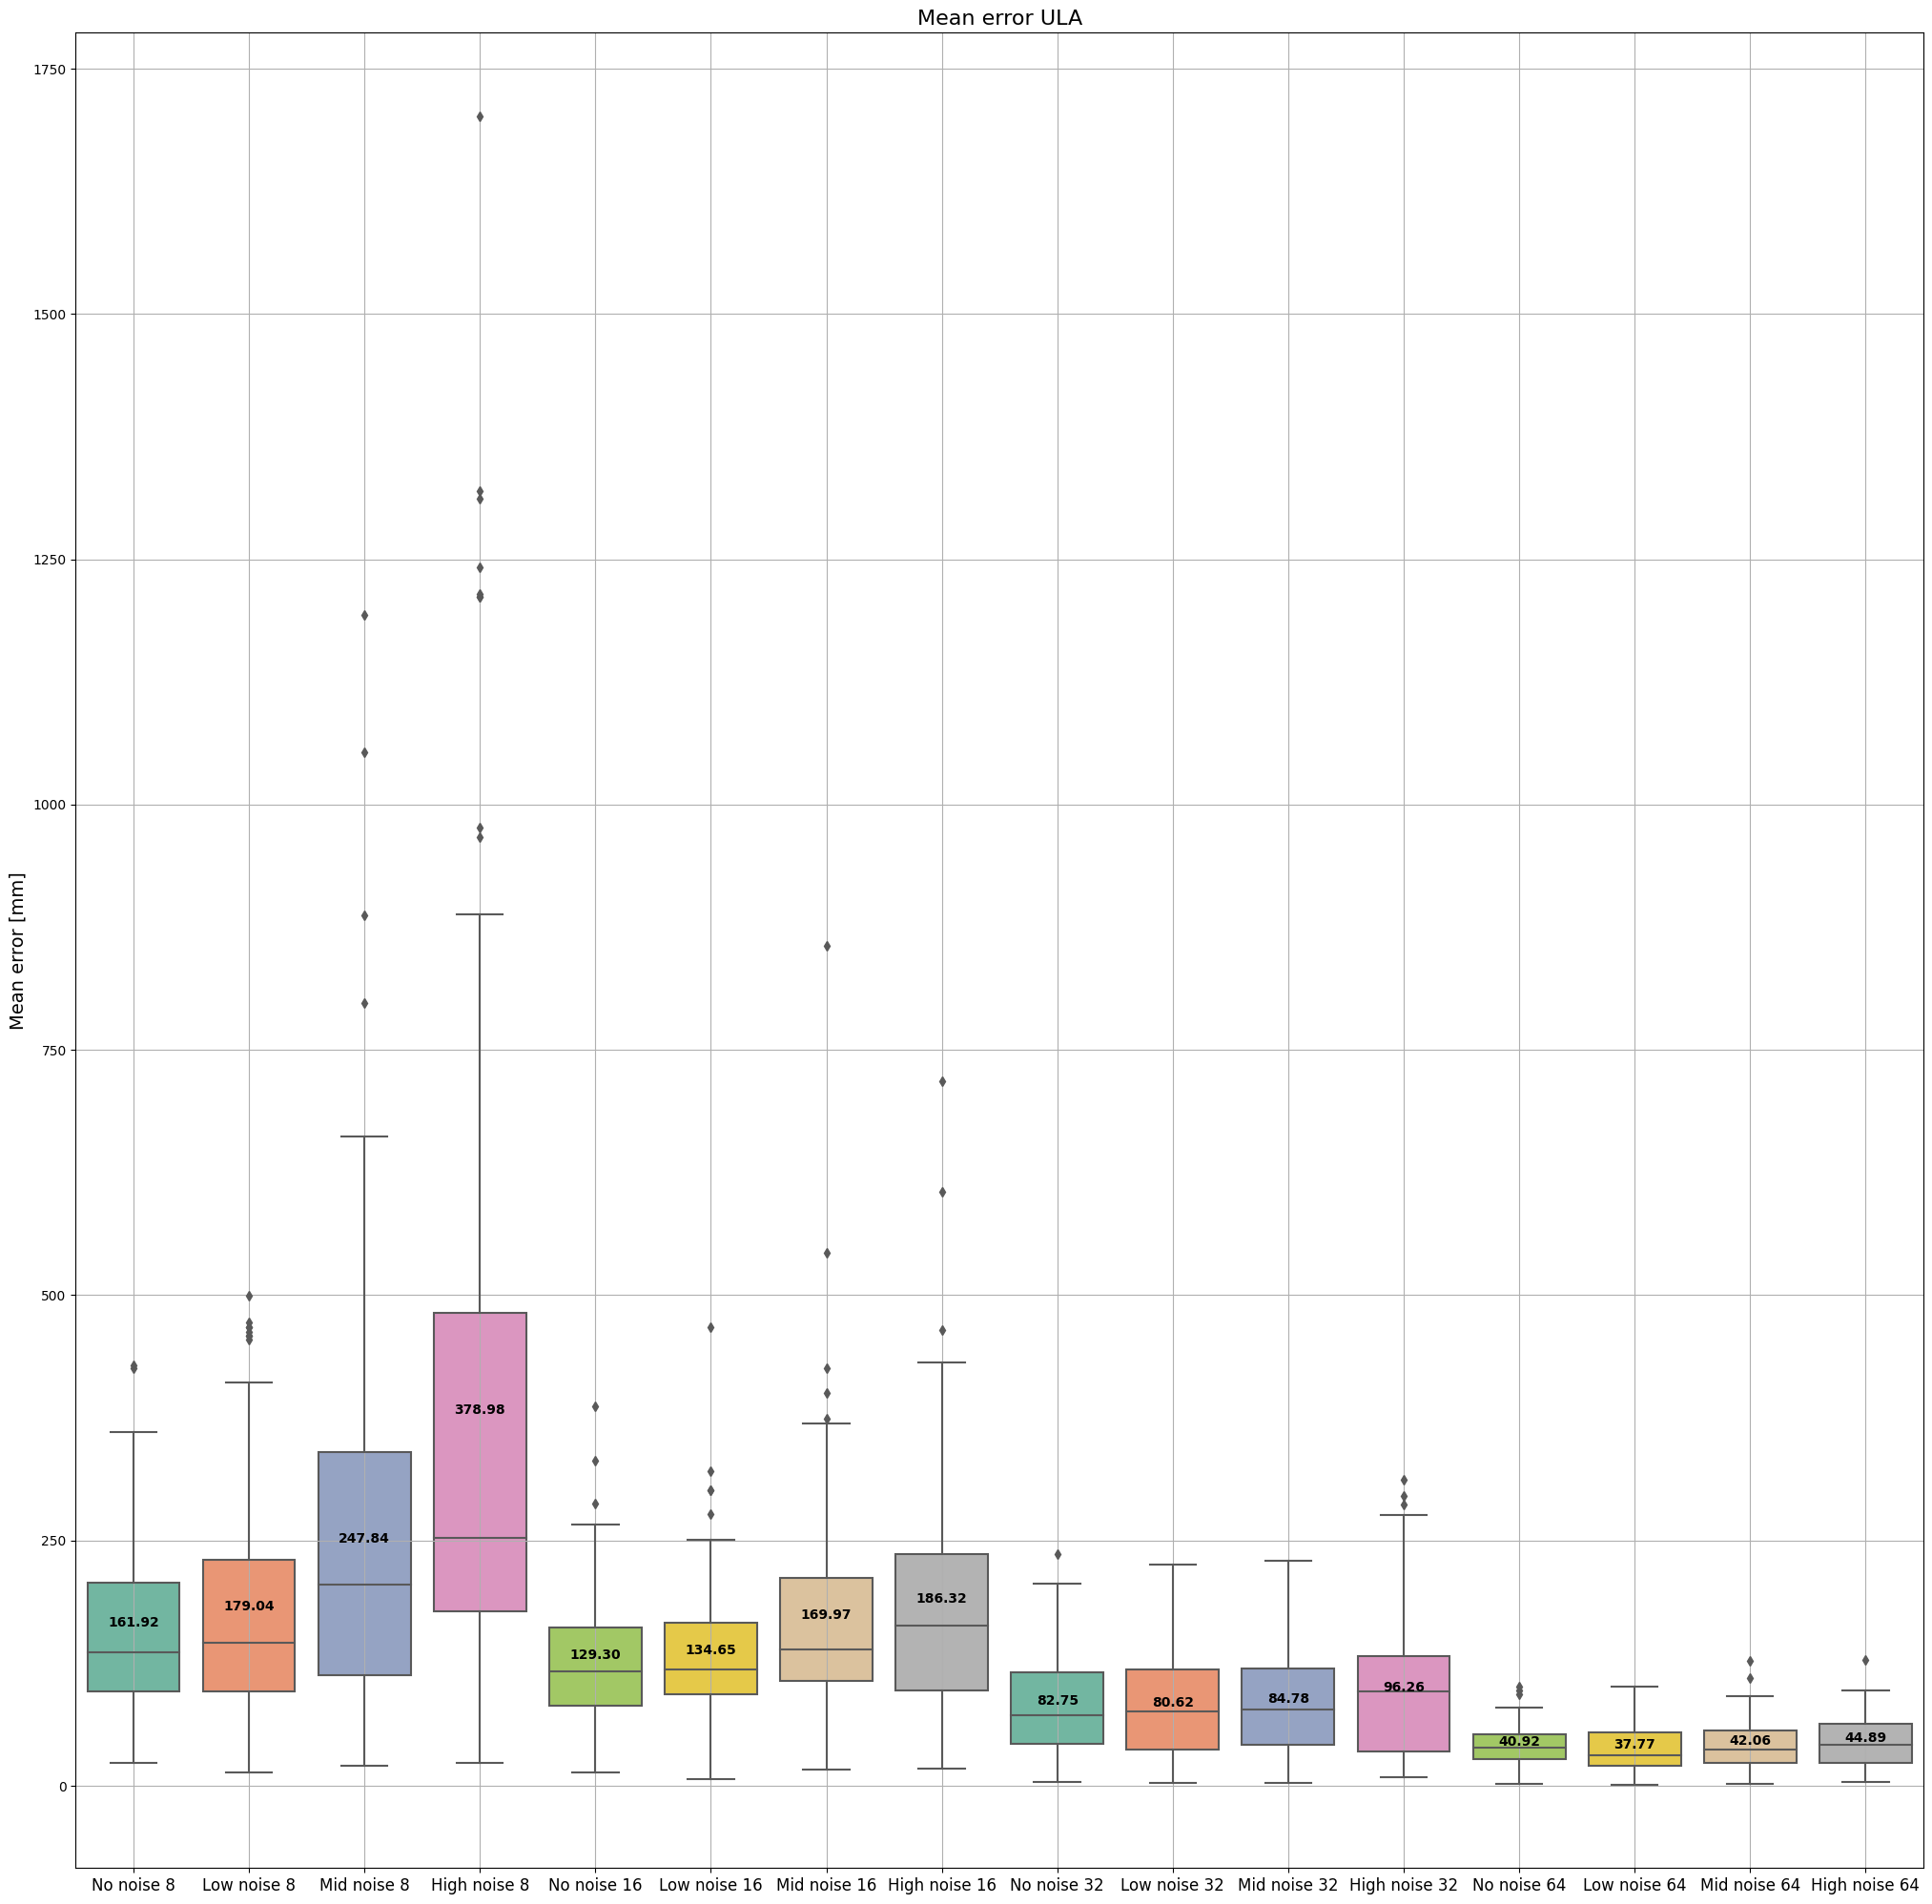 Mean error ULA
Mean error [mm]
1750
1500
1250
1000
750
500
250
0
161.92
179.04
247.84
378.98
129.30
134.65
169.97
186.32
82.75
80.62
84.78
96.26
40.92
37.77
42.06
44.89
No noise 8
Low noise 8
Mid noise 8
High noise 8
No noise 16
Low noise 16
Mid noise 16
High noise 16
No noise 32
Low noise 32
Mid noise 32
High noise 32
No noise 64
Low noise 64
Mid noise 64
High noise 64